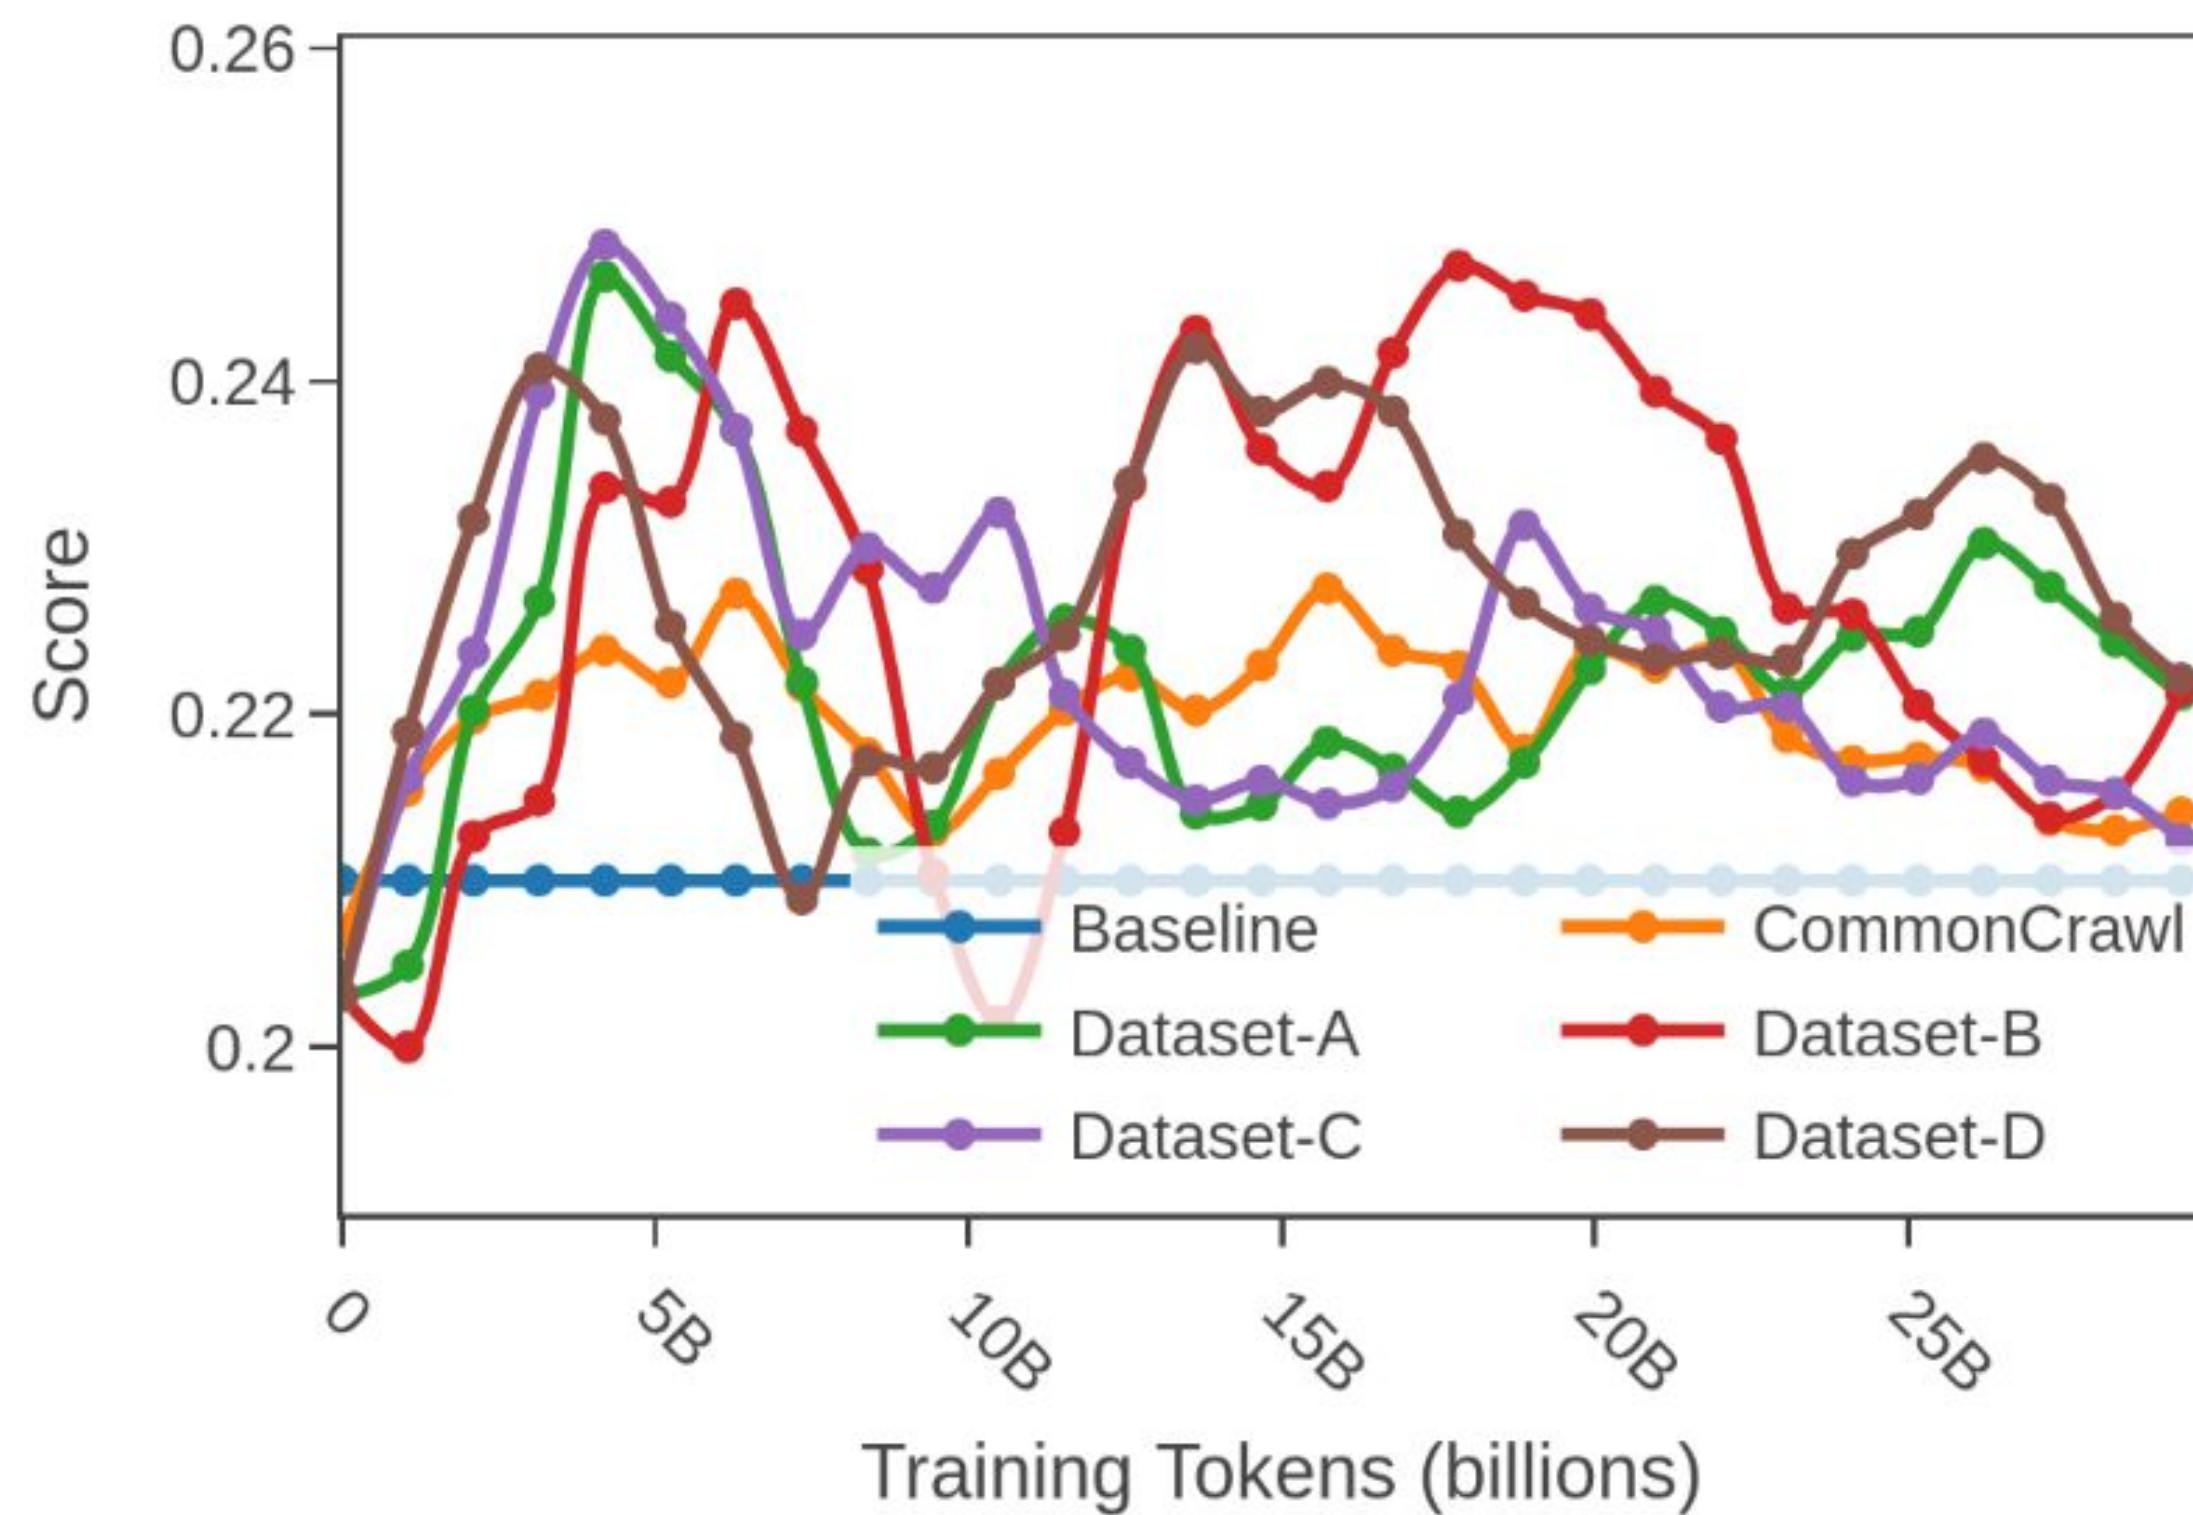 0.26
0.24
0.22
0.2
Score
Baseline
CommonCrawl
Dataset-A
Dataset-B
Dataset-C
Dataset-D
0
5B
10B
15B
20B
25B
Training Tokens (billions)